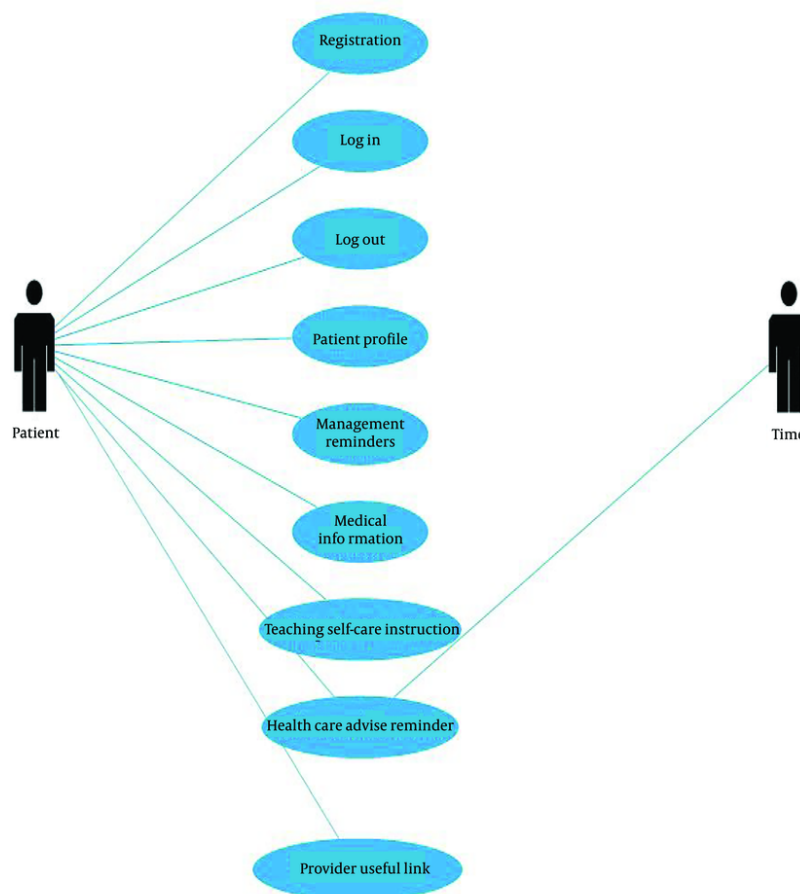 Registration
Log in
Log out
Patient profile
Patient
Management
reminders
Time
Medical
info rmation
Teaching self-care instruction
Health care advise reminder
Provider useful link